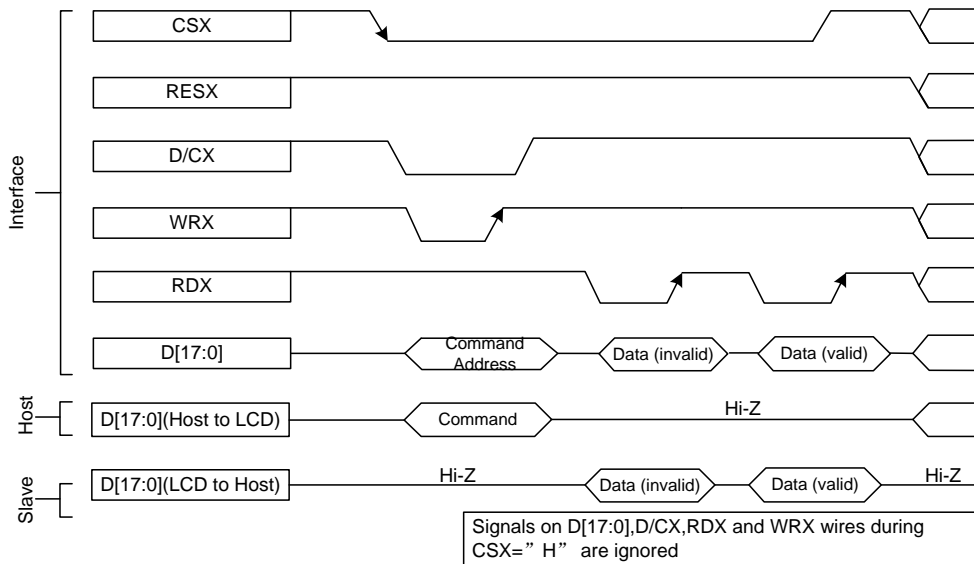 Interface
CSX
RESX
D/CX
WRX
RDX
D[17:0]
Command
Address
Data (invalid)
Data (valid)
Host
D[17:0](Host to LCD)
Command
Hi-Z
Slave
D[17:0](LCD to Host)
Hi-Z
Data (invalid)
Data (valid)
Hi-Z
Signals on D[17:0],D/CX,RDX and WRX wires during
CSX=”H” are ignored